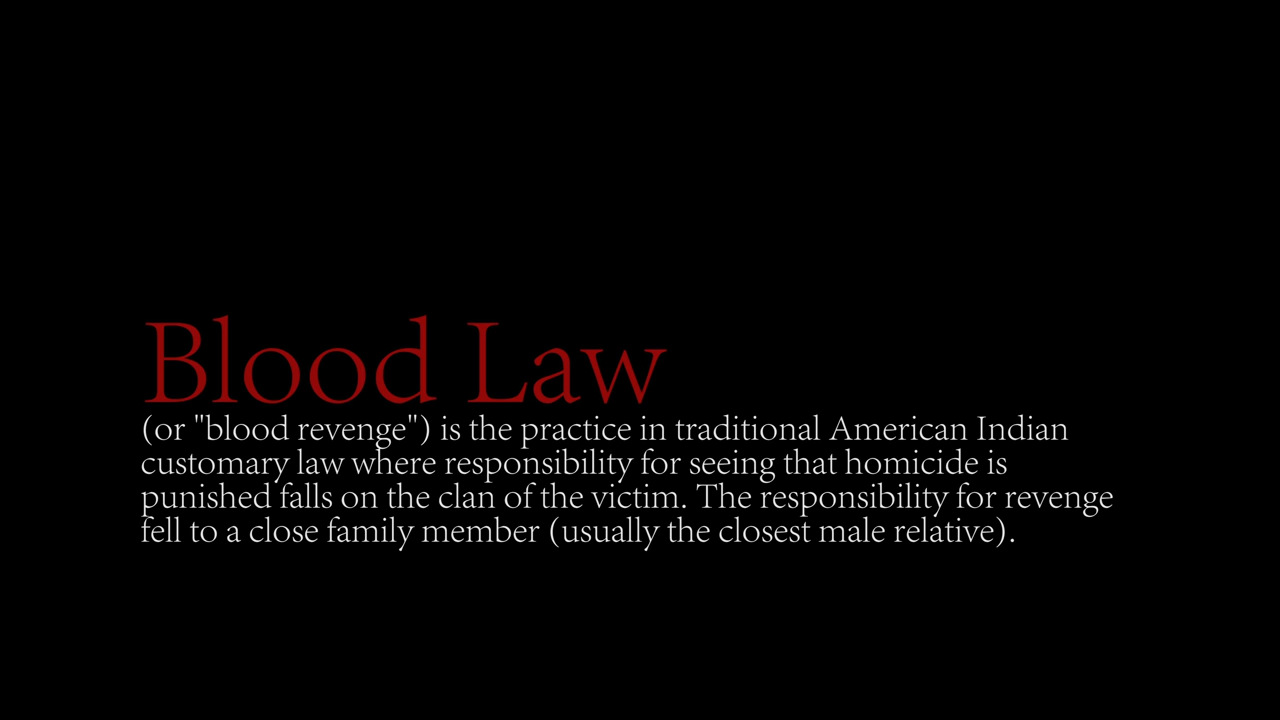 Blood Law
(or "blood revenge") is the practice in traditional American Indian
customary law where responsibility for seeing that homicide is
punished falls on the clan of the victim. The responsibility for revenge
fell to a close family member (usually the closest male relative).